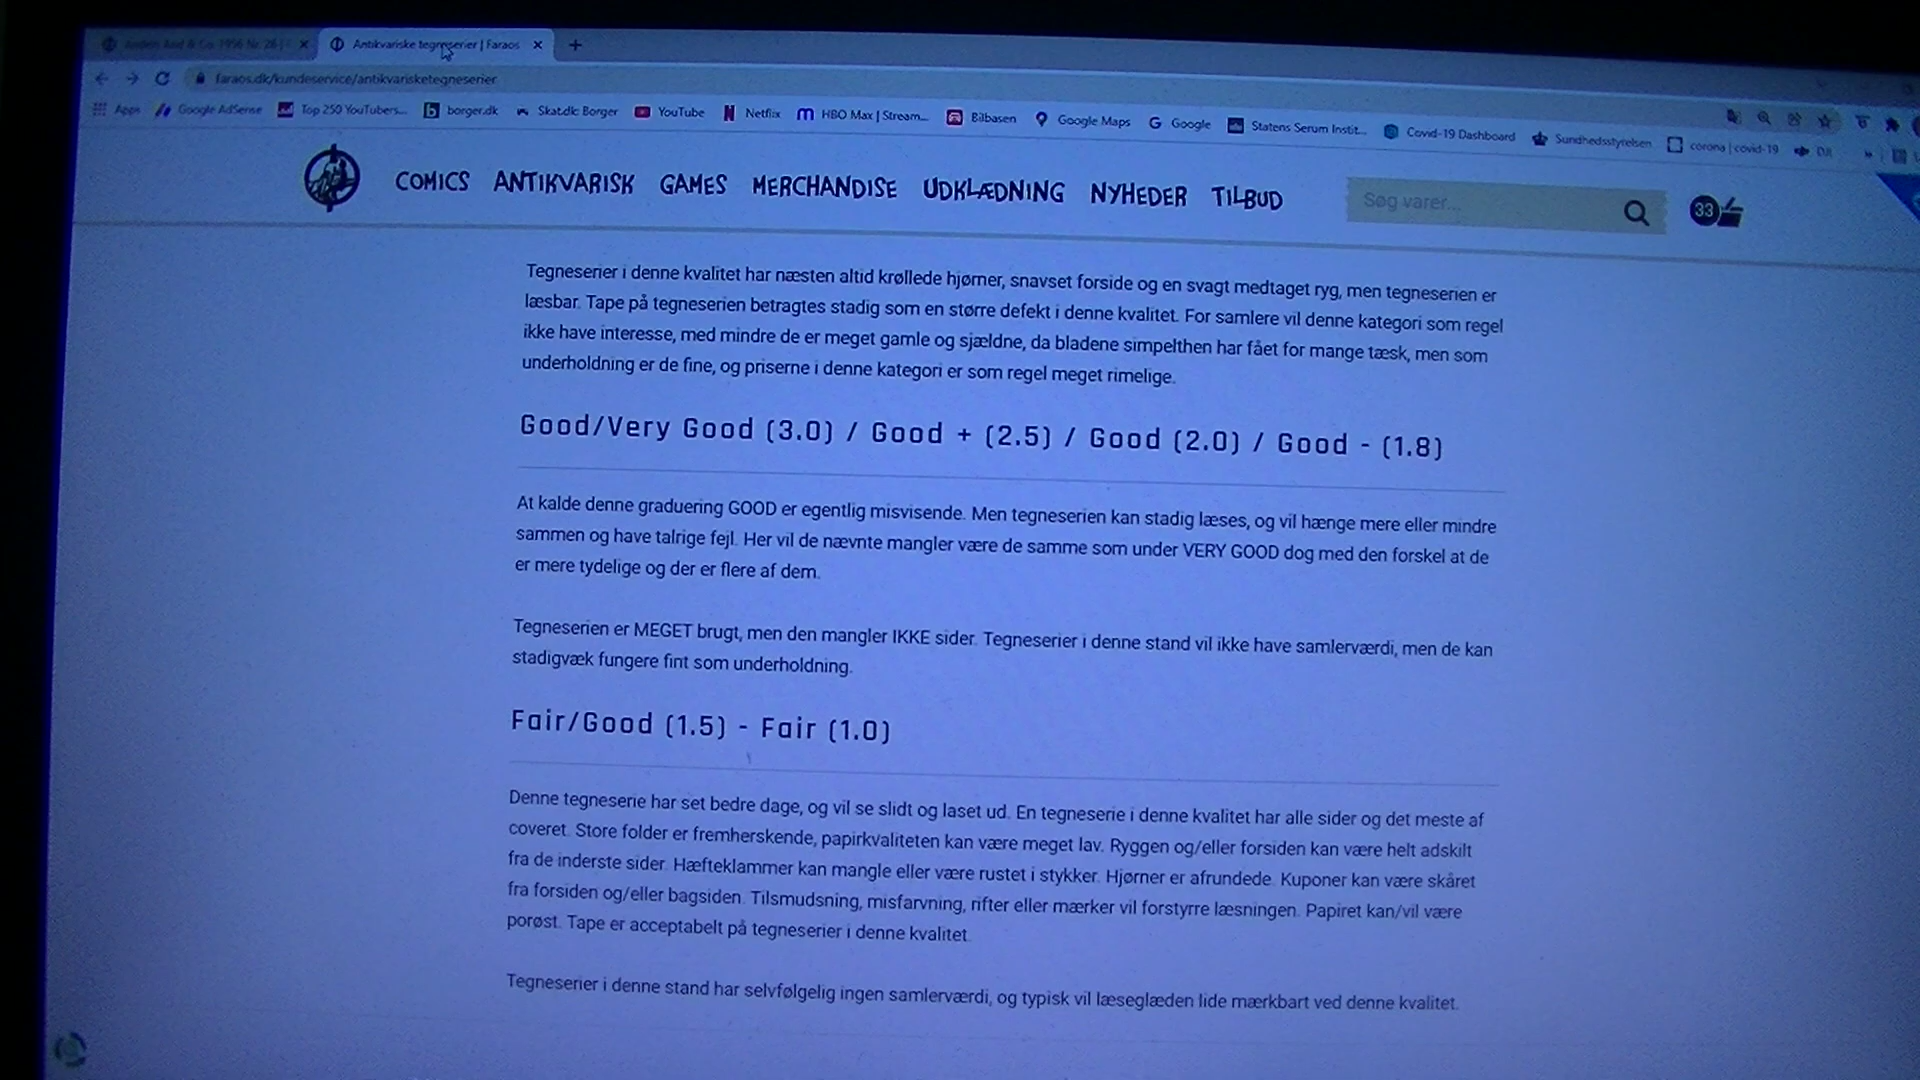 Anders And & Co. 1956 Nr. 26 |
Antikvariske tegneserier | Faraos
faraos.dk/kundeservice/antikvarisketegneserier
Apps Google AdSense Top 250 YouTubers... borger.dk Skat.dk: Borger YouTube Netflix HBO Max | Stream... Bilbasen Google Maps Google Statens Serum Instit... Covid-19 Dashboard Sundhedsstyrelsen corona | covid-19 DJI
COMICS ANTIKVARISK GAMES MERCHANDISE UDKLÆDNING NYHEDER TILBUD Søg varer... 33
Tegneserier i denne kvalitet har næsten altid krøllede hjørner, snavset forside og en svagt medtaget ryg, men tegneserien er
læsbar. Tape på tegneserien betragtes stadig som en større defekt i denne kvalitet. For samlere vil denne kategori som regel
ikke have interesse, med mindre de er meget gamle og sjældne, da bladene simpelthen har fået for mange tæsk, men som
underholdning er de fine, og priserne i denne kategori er som regel meget rimelige.
Good/Very Good (3.0) / Good + (2.5) / Good (2.0) / Good - (1.8)
At kalde denne graduering GOOD er egentlig misvisende. Men tegneserien kan stadig læses, og vil hænge mere eller mindre
sammen og have talrige fejl. Her vil de nævnte mangler være de samme som under VERY GOOD dog med den forskel at de
er mere tydelige og der er flere af dem.
Tegneserien er MEGET brugt, men den mangler IKKE sider. Tegneserier i denne stand vil ikke have samlerværdi, men de kan
stadigvæk fungere fint som underholdning.
Fair/Good (1.5) - Fair (1.0)
Denne tegneserie har set bedre dage, og vil se slidt og laset ud. En tegneserie i denne kvalitet har alle sider og det meste af
coveret. Store folder er fremherskende, papirkvaliteten kan være meget lav. Ryggen og/eller forsiden kan være helt adskilt
fra de inderste sider. Hæfteklammer kan mangle eller være rustet i stykker. Hjørner er afrundede. Kuponer kan være skåret
fra forsiden og/eller bagsiden. Tilsmudsning, misfarvning, rifter eller mærker vil forstyrre læsningen. Papiret kan/vil være
porøst. Tape er acceptabelt på tegneserier i denne kvalitet.
Tegneserier i denne stand har selvfølgelig ingen samlerværdi, og typisk vil læseglæden lide mærkbart ved denne kvalitet.